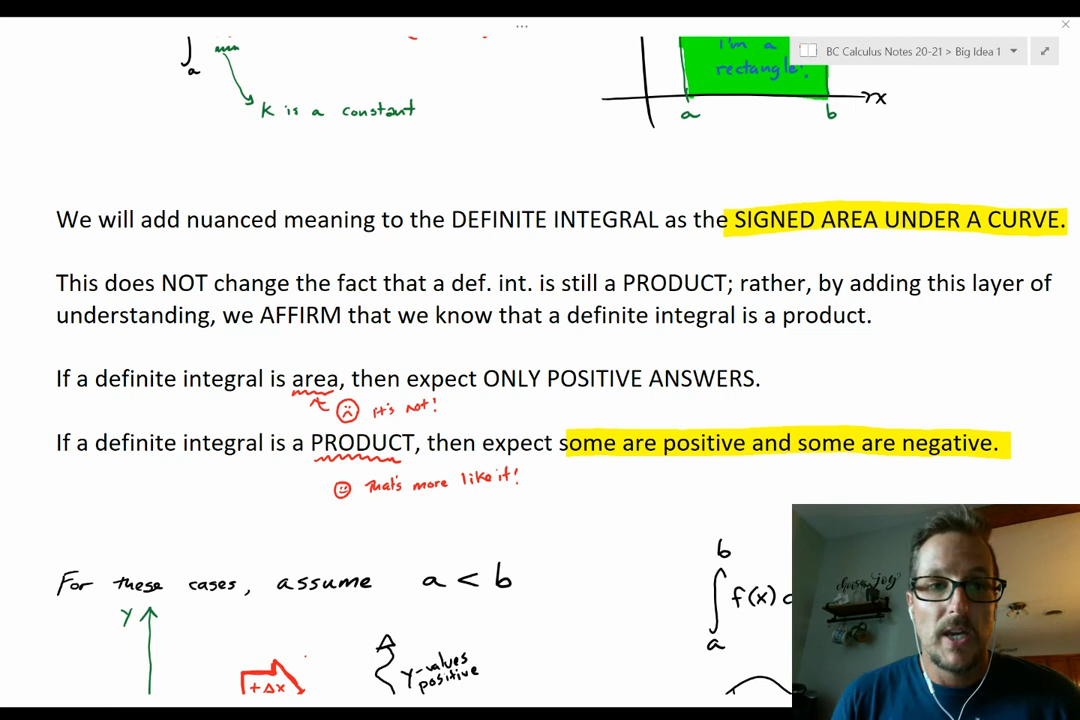 BC Calculus Notes 20-21 > Big Idea 1
I'm a
rectangle!
a
k is a constant
x
a
b
We will add nuanced meaning to the DEFINITE INTEGRAL as the SIGNED AREA UNDER A CURVE.
This does NOT change the fact that a def. int. is still a PRODUCT; rather, by adding this layer of
understanding, we AFFIRM that we know that a definite integral is a product.
If a definite integral is area, then expect ONLY POSITIVE ANSWERS.
it's not!
If a definite integral is a PRODUCT, then expect some are positive and some are negative.
That's more like it!
For these cases, assume a < b
b
∫ f(x)
a
Y
+Δx
Y-values
positive
choose joy